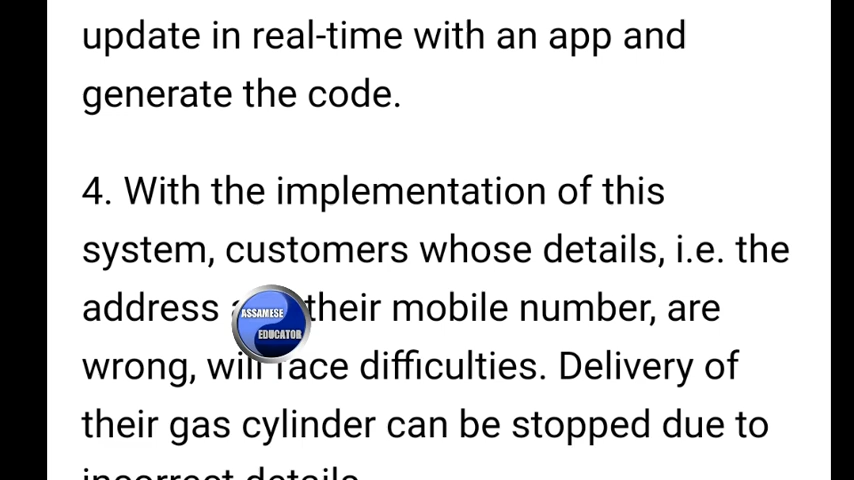 update in real-time with an app and
generate the code.
4. With the implementation of this
system, customers whose details, i.e. the
address their mobile number, are
ASSAMESE
EDUCATOR
wrong, will face difficulties. Delivery of
their gas cylinder can be stopped due to
incorrect details.